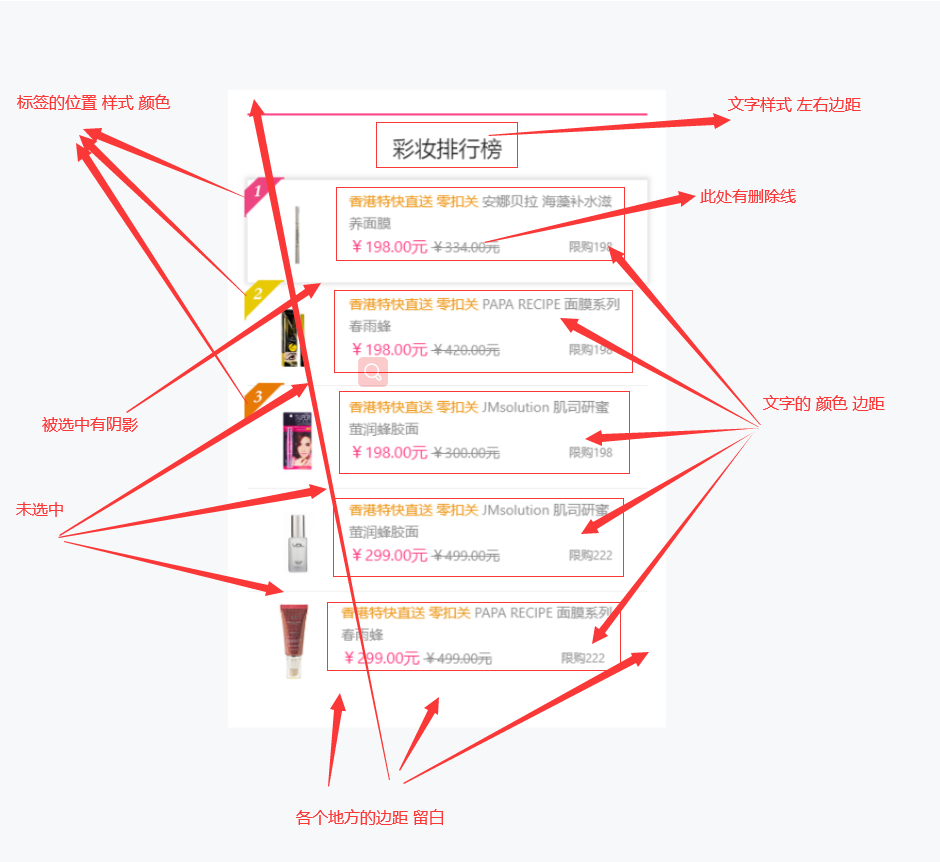 标签的位置 样式 颜色
文字样式 左右边距
彩妆排行榜
此处有删除线
1
香港特快直送 零扣关 安娜贝拉 海藻补水滋
养面膜
￥198.00元 ￥334.00元 限购198
2
香港特快直送 零扣关 PAPA RECIPE 面膜系列
春雨蜂
￥198.00元 ￥420.00元 限购198
被选中有阴影
文字的 颜色 边距
3
香港特快直送 零扣关 JMsolution 肌司研蜜
茧润蜂胶面
￥198.00元 ￥300.00元 限购198
未选中
香港特快直送 零扣关 JMsolution 肌司研蜜
茧润蜂胶面
￥299.00元 ￥499.00元 限购222
香港特快直送 零扣关 PAPA RECIPE 面膜系列
春雨蜂
￥299.00元 ￥499.00元 限购222
各个地方的边距 留白